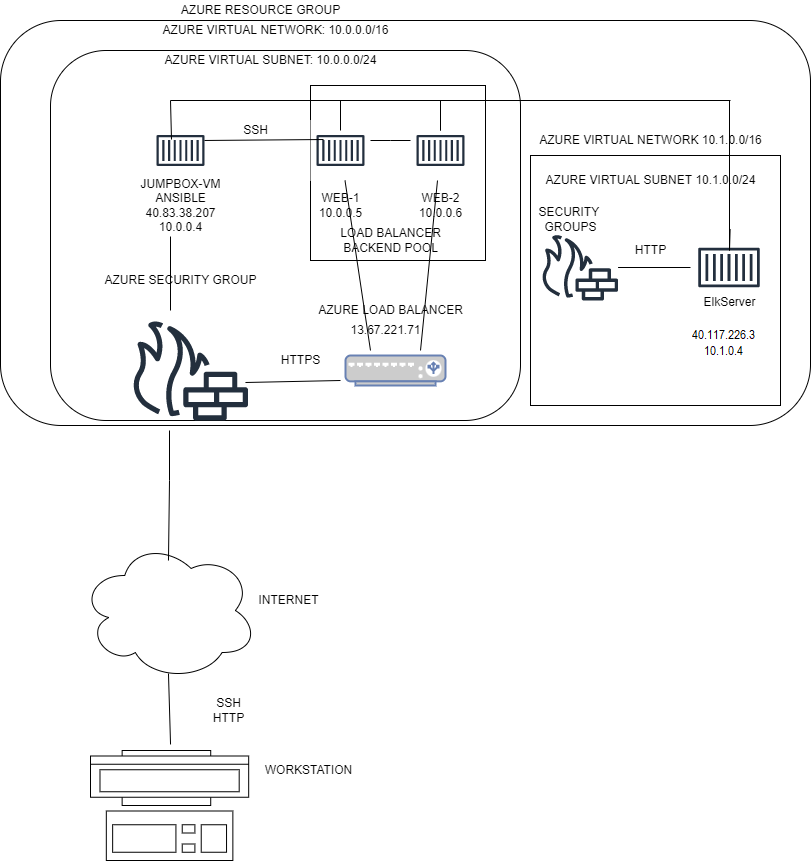 AZURE RESOURCE GROUP
AZURE VIRTUAL NETWORK: 10.0.0.0/16
AZURE VIRTUAL SUBNET: 10.0.0.0/24
SSH
AZURE VIRTUAL NETWORK 10.1.0.0/16
JUMPBOX-VM
ANSIBLE
40.83.38.207
10.0.0.4
WEB-1
10.0.0.5
WEB-2
10.0.0.6
LOAD BALANCER
BACKEND POOL
AZURE VIRTUAL SUBNET 10.1.0.0/24
SECURITY
GROUPS
HTTP
ElkServer
40.117.226.3
10.1.0.4
AZURE SECURITY GROUP
AZURE LOAD BALANCER
13.67.221.71
HTTPS
INTERNET
SSH
HTTP
WORKSTATION